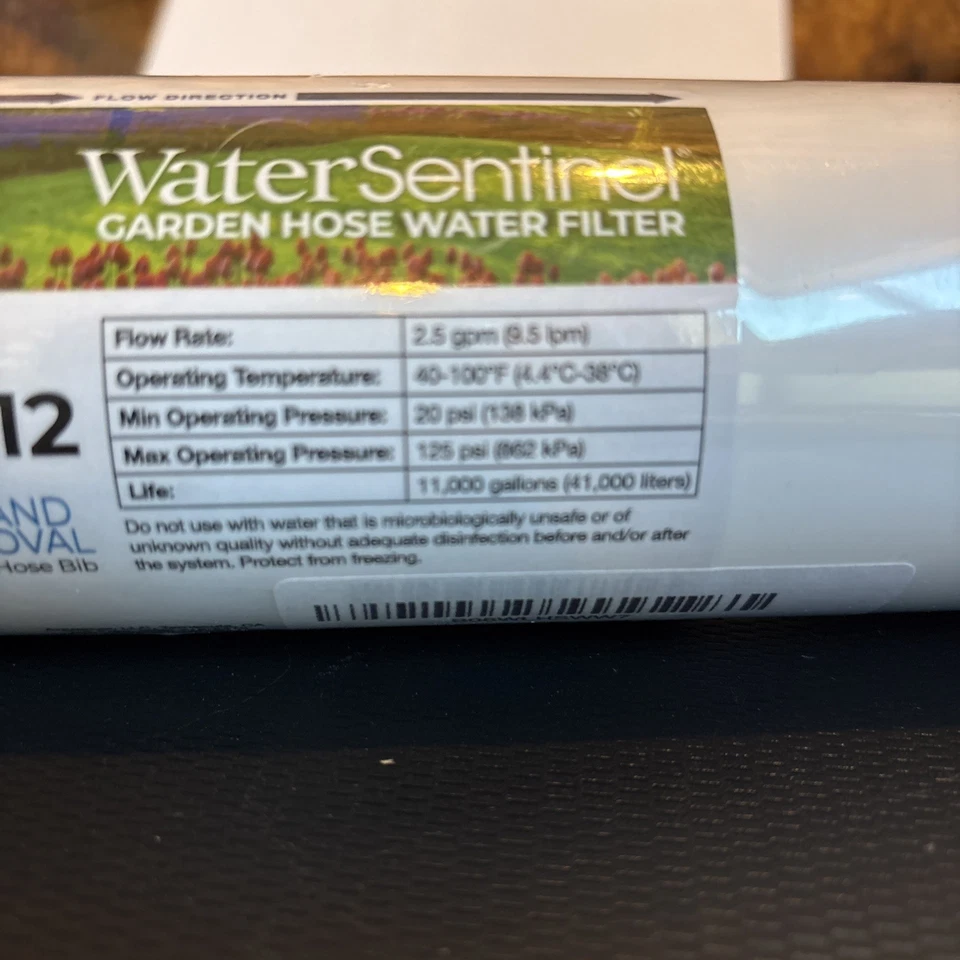 FLOW DIRECTION
WaterSentinel®
GARDEN HOSE WATER FILTER
Flow Rate: 2.5 gpm (9.5 lpm)
Operating Temperature: 40-100°F (4.4°C-38°C)
Min Operating Pressure: 20 psi (138 kPa)
12
Max Operating Pressure: 125 psi (862 kPa)
Life: 11,000 gallons (41,000 liters)
AND
OVAL
Hose Bib
Do not use with water that is microbiologically unsafe or of
unknown quality without adequate disinfection before and/or after
the system. Protect from freezing.